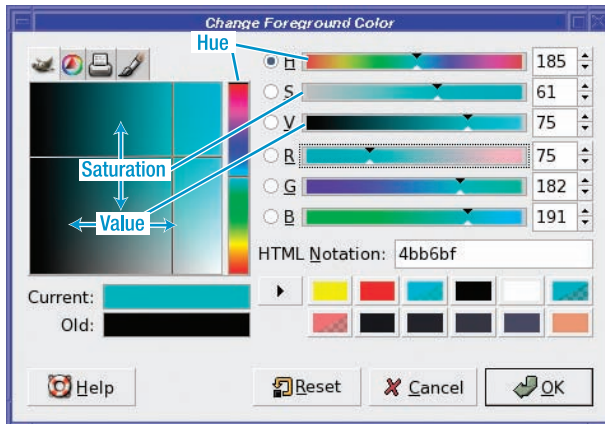 Change Foreground Color
Hue
H 185
S 61
V 75
R 75
G 182
B 191
Saturation
Value
HTML Notation: 4bb6bf
Current:
Old:
Help
Reset
Cancel
OK